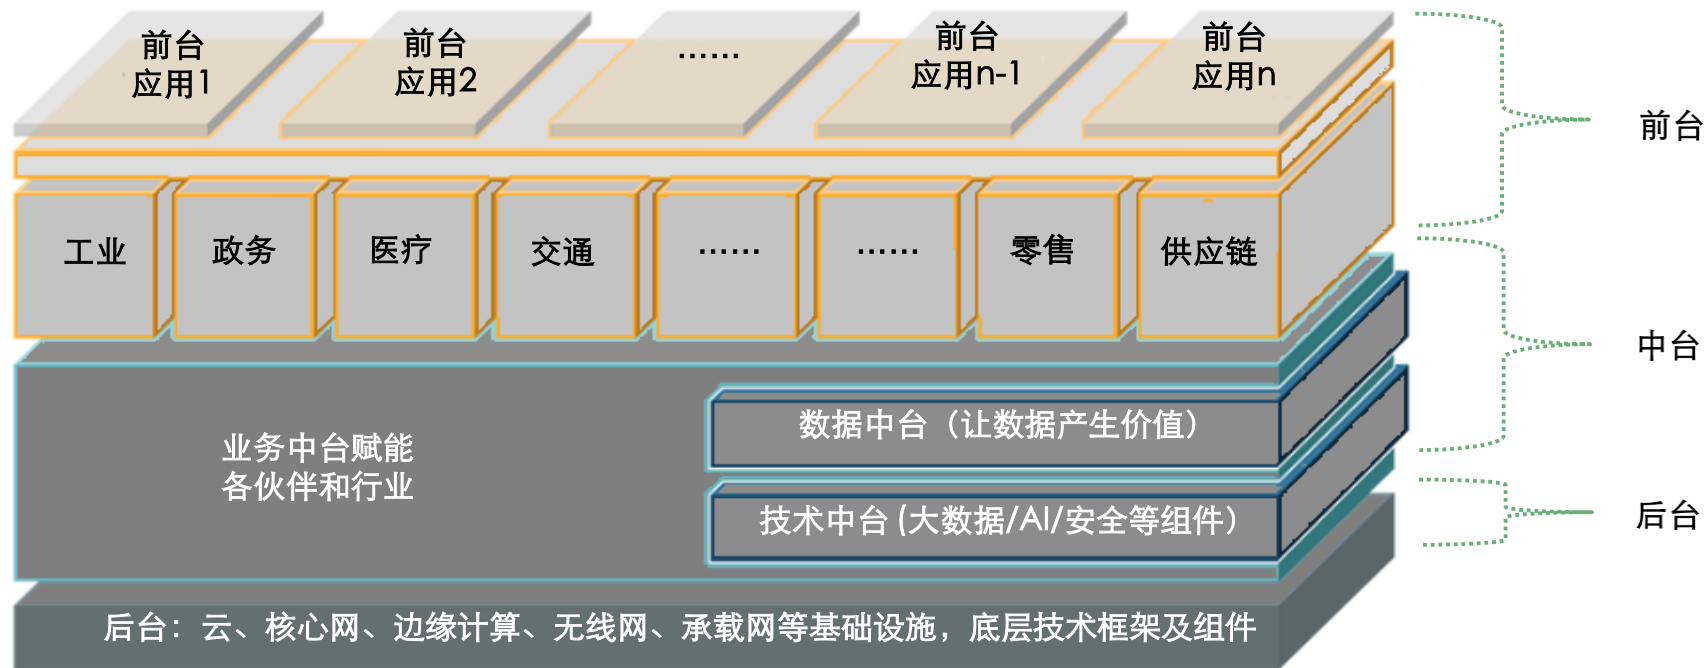 前台
应用1
前台
应用2
······
前台
应用n-1
前台
应用n
前台
工业
政务
医疗
交通
······
······
零售
供应链
中台
业务中台赋能
各伙伴和行业
数据中台（让数据产生价值）
技术中台(大数据/AI/安全等组件）
后台
后台：云、核心网、边缘计算、无线网、承载网等基础设施，底层技术框架及组件